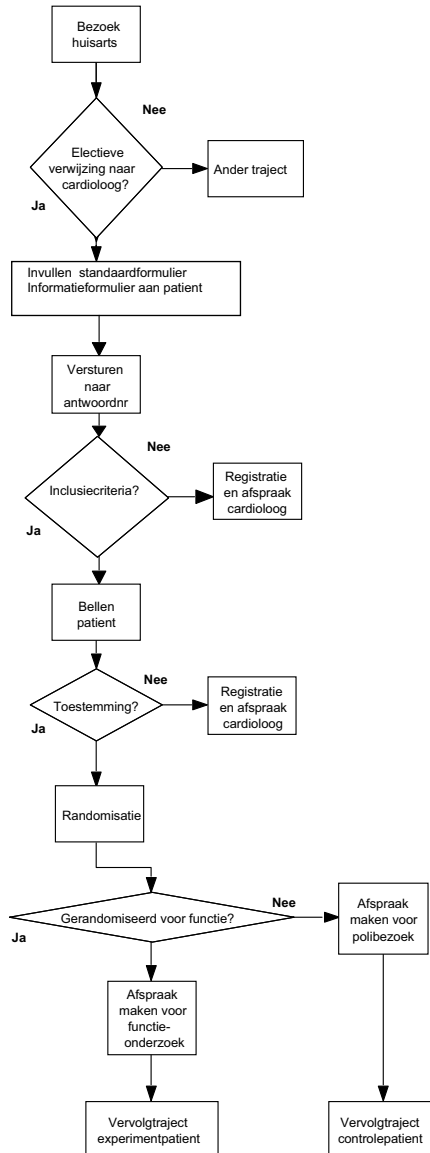 Bezoek
huisarts
Nee
Electieve
verwijzing naar
cardioloog?
Ander traject
Ja
Invullen standaardformulier
Informatieformulier aan patient
Versturen
naar
antwoordnr
Nee
Inclusiecriteria?
Registratie
en afspraak
cardioloog
Ja
Bellen
patient
Nee
Toestemming?
Registratie
en afspraak
cardioloog
Ja
Randomisatie
Nee
Gerandomiseerd voor functie?
Afspraak
maken voor
polibezoek
Ja
Afspraak
maken voor
functie-
onderzoek
Vervolgtraject
experimentpatient
Vervolgtraject
controlepatient